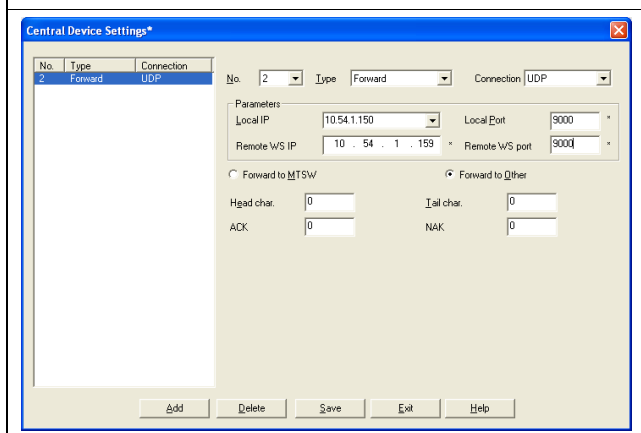 Central Device Settings*
No. Type Connection
2 Forward UDP
No. 2 Type Forward Connection UDP
Parameters
Local IP 10.54.1.150 Local Port 9000 *
Remote WS IP 10 . 54 . 1 . 159 * Remote WS port 9000 *
Forward to MTSW Forward to Other
Head char. 0 Tail char. 0
ACK 0 NAK 0
Add Delete Save Exit Help